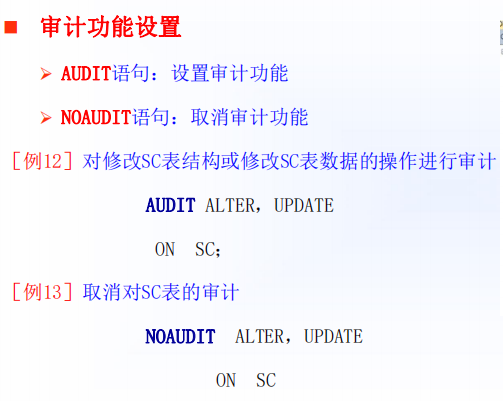 ■ 审计功能设置
➢ AUDIT语句：设置审计功能
➢ NOAUDIT语句：取消审计功能
［例12］对修改SC表结构或修改SC表数据的操作进行审计
AUDIT ALTER，UPDATE
ON SC；
［例13］取消对SC表的审计
NOAUDIT ALTER，UPDATE
ON SC